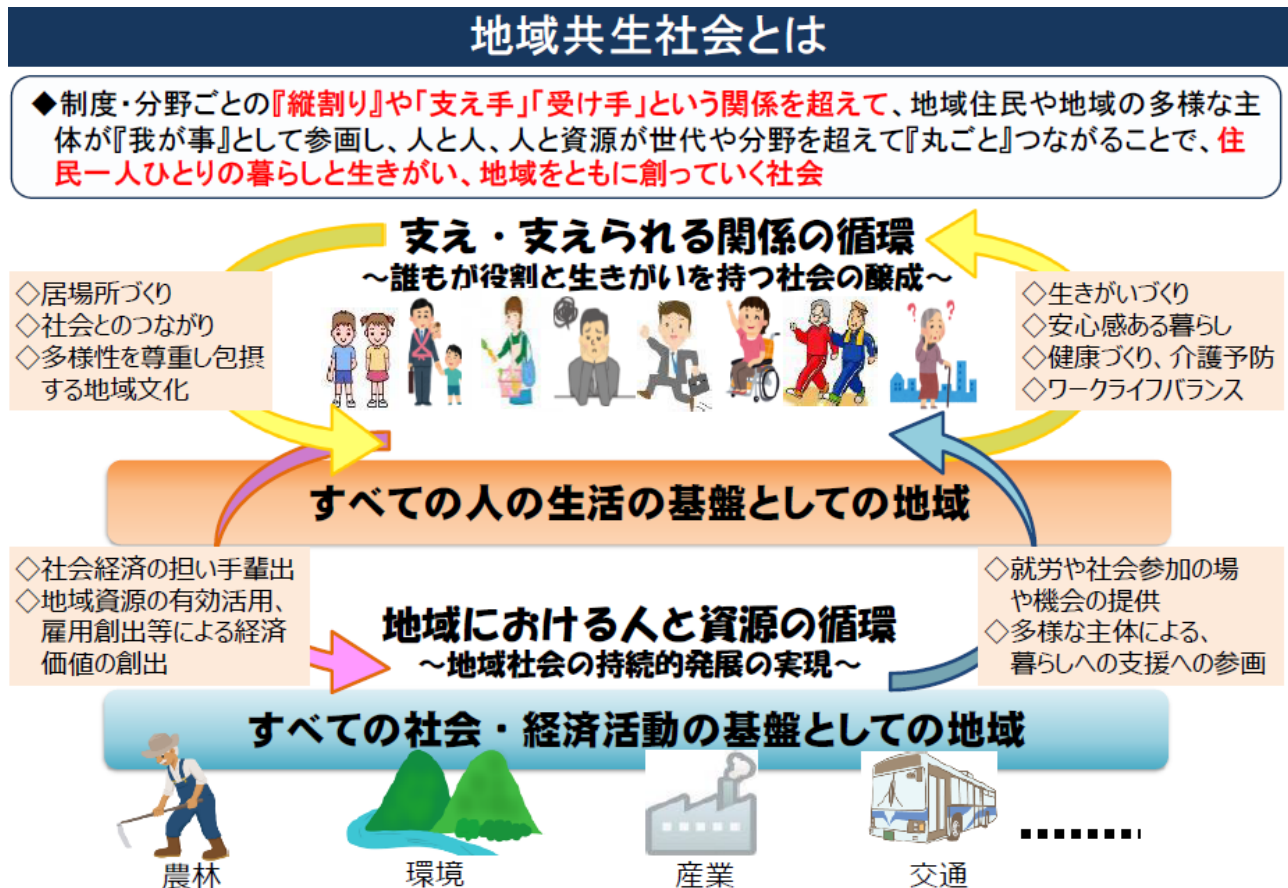 地域共生社会とは
◆制度・分野ごとの『縦割り』や「支え手」「受け手」という関係を超えて、地域住民や地域の多様な主
体が『我が事』として参画し、人と人、人と資源が世代や分野を超えて『丸ごと』つながることで、住
民一人ひとりの暮らしと生きがい、地域をともに創っていく社会
支え・支えられる関係の循環
～誰もが役割と生きがいを持つ社会の醸成～
◇居場所づくり
◇社会とのつながり
◇多様性を尊重し包摂
する地域文化
◇生きがいづくり
◇安心感ある暮らし
◇健康づくり、介護予防
◇ワークライフバランス
??
すべての人の生活の基盤としての地域
◇社会経済の担い手輩出
◇地域資源の有効活用、
雇用創出等による経済
価値の創出
地域における人と資源の循環
～地域社会の持続的発展の実現～
◇就労や社会参加の場
や機会の提供
◇多様な主体による、
暮らしへの支援への参画
すべての社会・経済活動の基盤としての地域
農林
環境
産業
交通